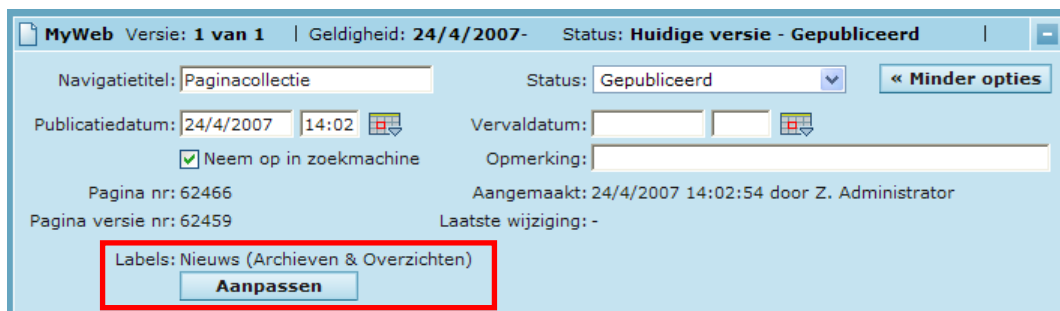 MyWeb Versie: 1 van 1 | Geldigheid: 24/4/2007- Status: Huidige versie - Gepubliceerd |
Navigatietitel: Paginacollectie Status: Gepubliceerd « Minder opties
Publicatiedatum: 24/4/2007 14:02 Vervaldatum:
Neem op in zoekmachine Opmerking:
Pagina nr: 62466 Aangemaakt: 24/4/2007 14:02:54 door Z. Administrator
Pagina versie nr: 62459 Laatste wijziging: -
Labels: Nieuws (Archieven & Overzichten)
Aanpassen